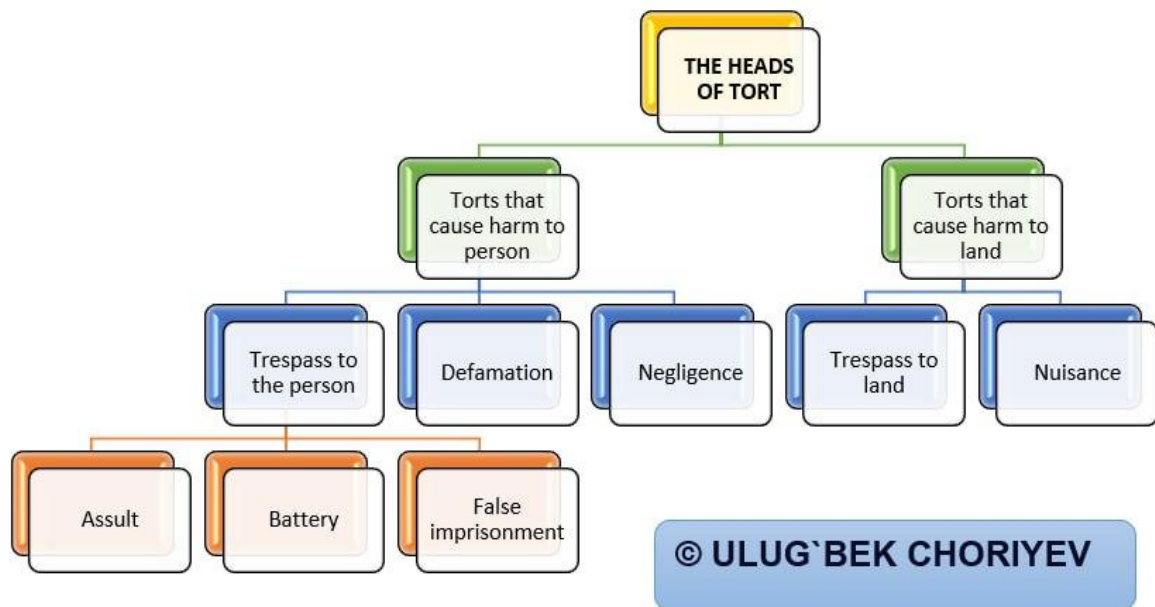 THE HEADS
OF TORT
Torts that
cause harm to
person
Torts that
cause harm to
land
Trespass to
the person
Defamation
Negligence
Trespass to
land
Nuisance
Assult
Battery
False
imprisonment
© ULUG`BEK CHORIYEV